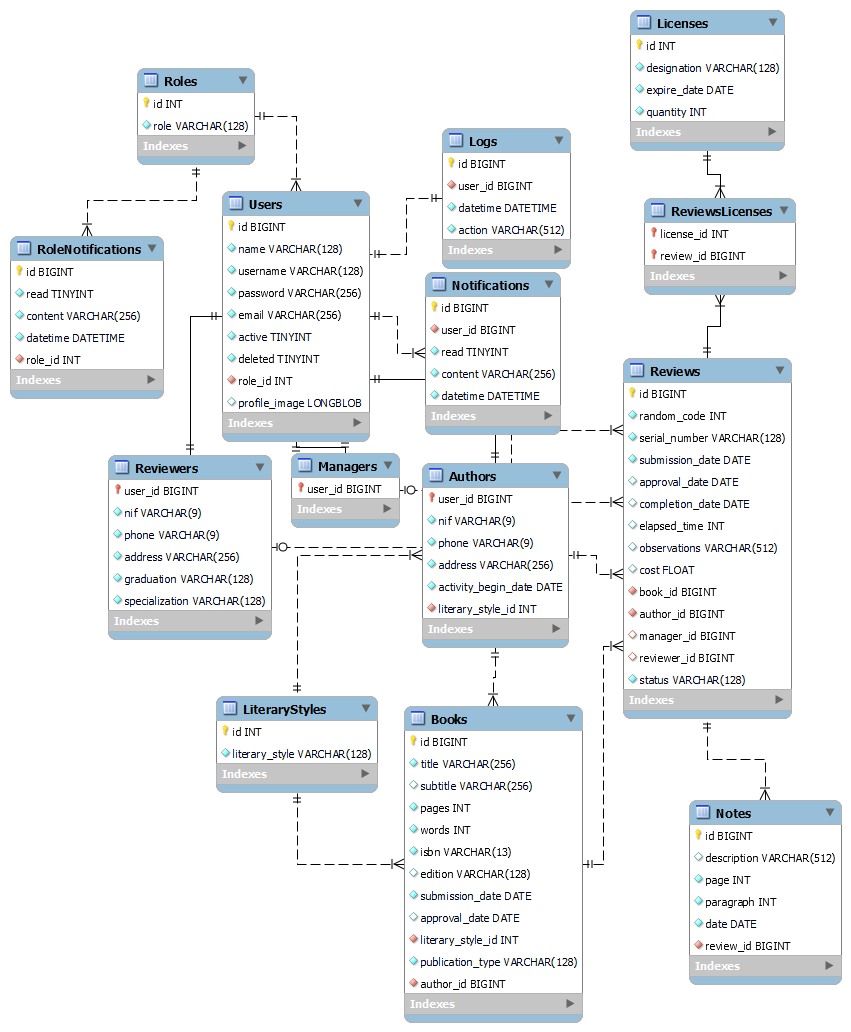 Licenses
id INT
designation VARCHAR(128)
expire_date DATE
quantity INT
Indexes
Roles
id INT
role VARCHAR(128)
Indexes
Logs
id BIGINT
user_id BIGINT
datetime DATETIME
action VARCHAR(512)
Indexes
Users
id BIGINT
name VARCHAR(128)
username VARCHAR(128)
password VARCHAR(256)
email VARCHAR(256)
active TINYINT
deleted TINYINT
role_id INT
profile_image LONGBLOB
Indexes
ReviewsLicenses
license_id INT
review_id BIGINT
Indexes
RoleNotifications
id BIGINT
read TINYINT
content VARCHAR(256)
datetime DATETIME
role_id INT
Indexes
Notifications
id BIGINT
user_id BIGINT
read TINYINT
content VARCHAR(256)
datetime DATETIME
Indexes
Reviews
id BIGINT
random_code INT
serial_number VARCHAR(128)
submission_date DATE
approval_date DATE
completion_date DATE
elapsed_time INT
observations VARCHAR(512)
cost FLOAT
book_id BIGINT
author_id BIGINT
manager_id BIGINT
reviewer_id BIGINT
status VARCHAR(128)
Indexes
Reviewers
user_id BIGINT
nif VARCHAR(9)
phone VARCHAR(9)
address VARCHAR(256)
graduation VARCHAR(128)
specialization VARCHAR(128)
Indexes
Managers
user_id BIGINT
Indexes
Authors
user_id BIGINT
nif VARCHAR(9)
phone VARCHAR(9)
address VARCHAR(256)
activity_begin_date DATE
literary_style_id INT
Indexes
LiteraryStyles
id INT
literary_style VARCHAR(128)
Indexes
Books
id BIGINT
title VARCHAR(256)
subtitle VARCHAR(256)
pages INT
words INT
isbn VARCHAR(13)
edition VARCHAR(128)
submission_date DATE
approval_date DATE
literary_style_id INT
publication_type VARCHAR(128)
author_id BIGINT
Indexes
Notes
id BIGINT
description VARCHAR(512)
page INT
paragraph INT
date DATE
review_id BIGINT
Indexes